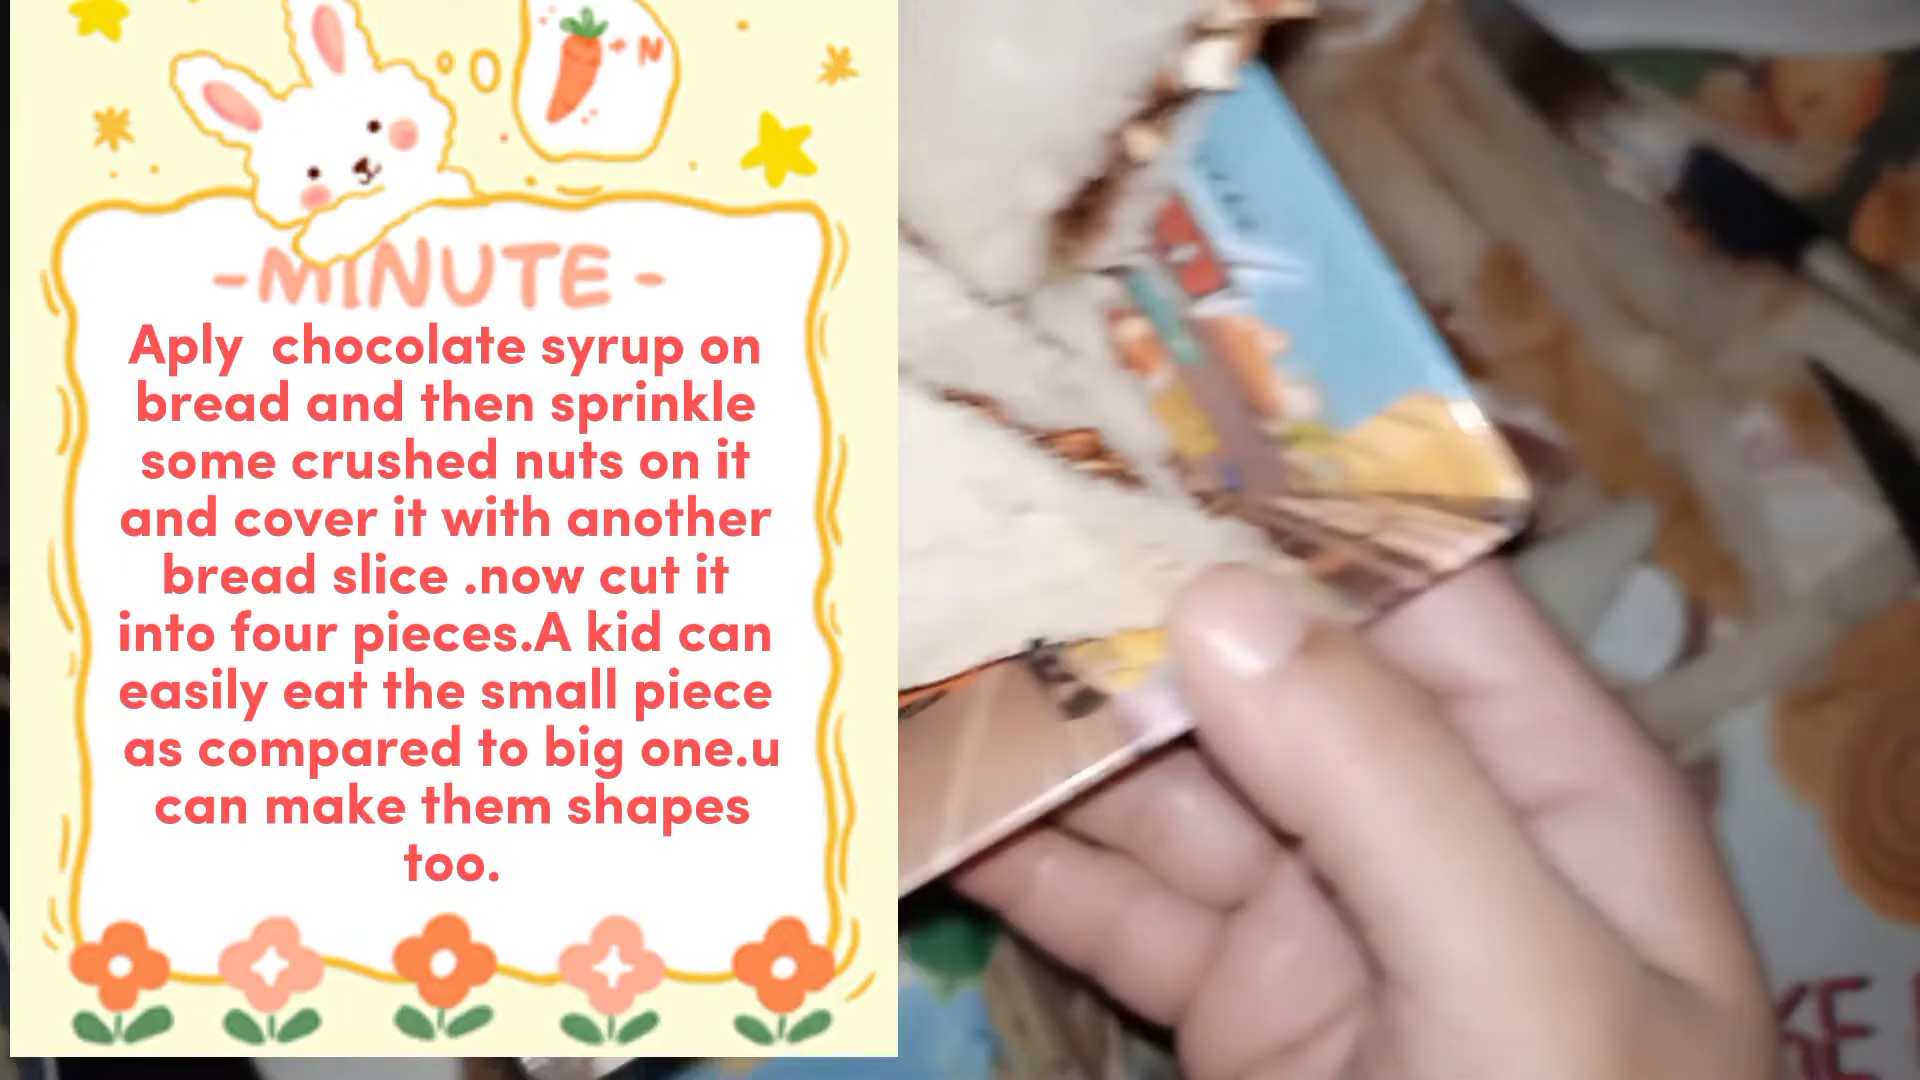 + N
-MINUTE-
Aply chocolate syrup on
bread and then sprinkle
some crushed nuts on it
and cover it with another
bread slice .now cut it
into four pieces.A kid can
easily eat the small piece
as compared to big one.u
can make them shapes
too.
KE